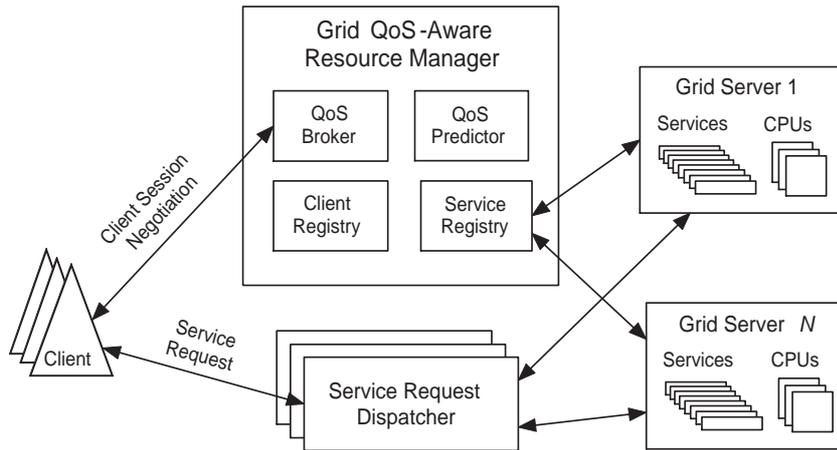 Grid QoS-Aware
Resource Manager
QoS
Broker
QoS
Predictor
Client
Registry
Service
Registry
Client Session
Negotiation
Client
Service
Request
Service Request
Dispatcher
Grid Server 1
Services CPUs
Grid Server N
Services CPUs